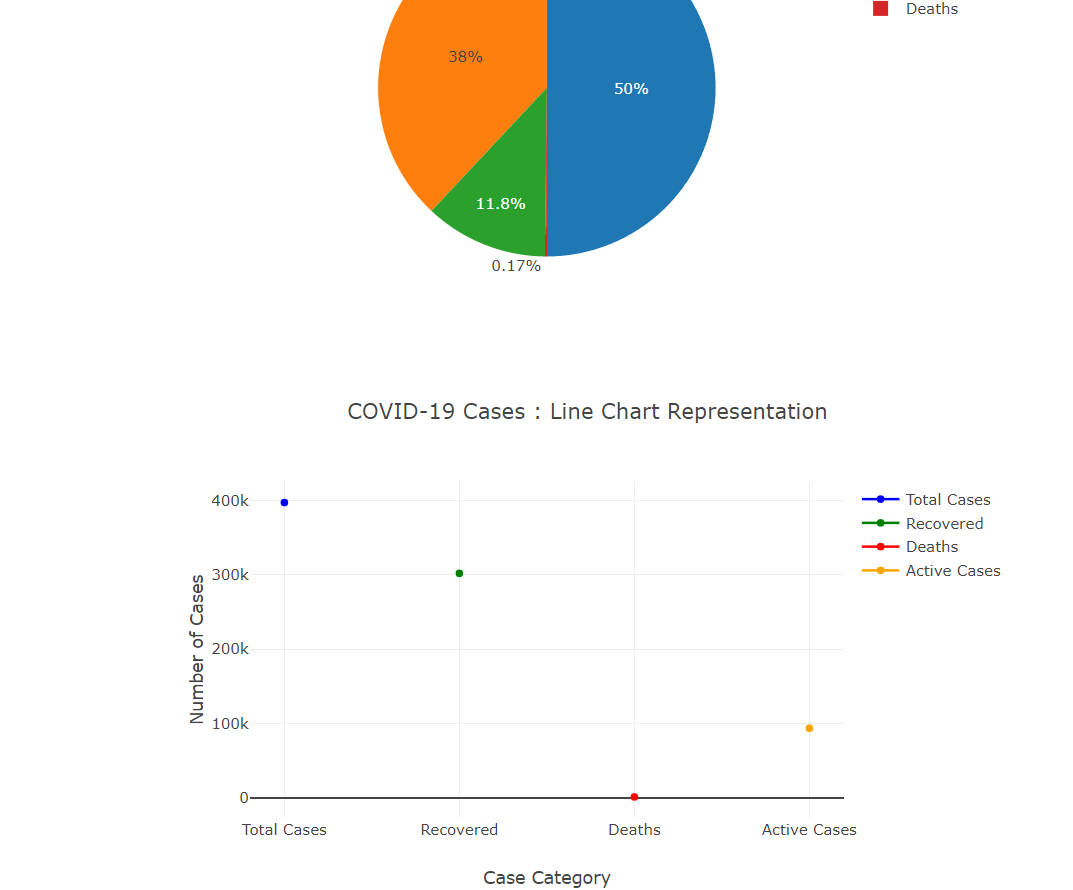 Deaths
38%
50%
11.8%
0.17%
COVID-19 Cases : Line Chart Representation
400k
300k
200k
100k
0
Number of Cases
Total Cases
Recovered
Deaths
Active Cases
Total Cases
Recovered
Deaths
Active Cases
Case Category